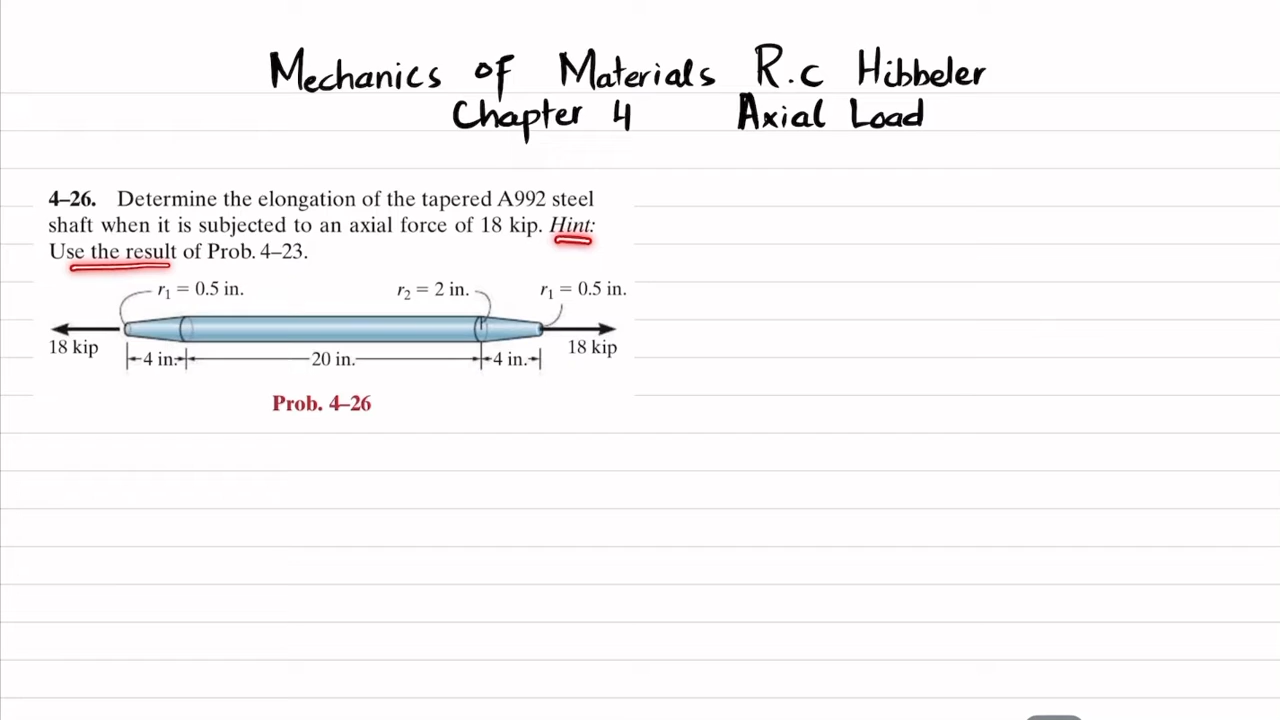 Mechanics of Materials R.c Hibbeler
Chapter 4 Axial Load
4–26. Determine the elongation of the tapered A992 steel
shaft when it is subjected to an axial force of 18 kip. Hint:
Use the result of Prob. 4–23.
r1 = 0.5 in. r2 = 2 in. r1 = 0.5 in.
18 kip 18 kip
4 in. 20 in. 4 in.
Prob. 4–26